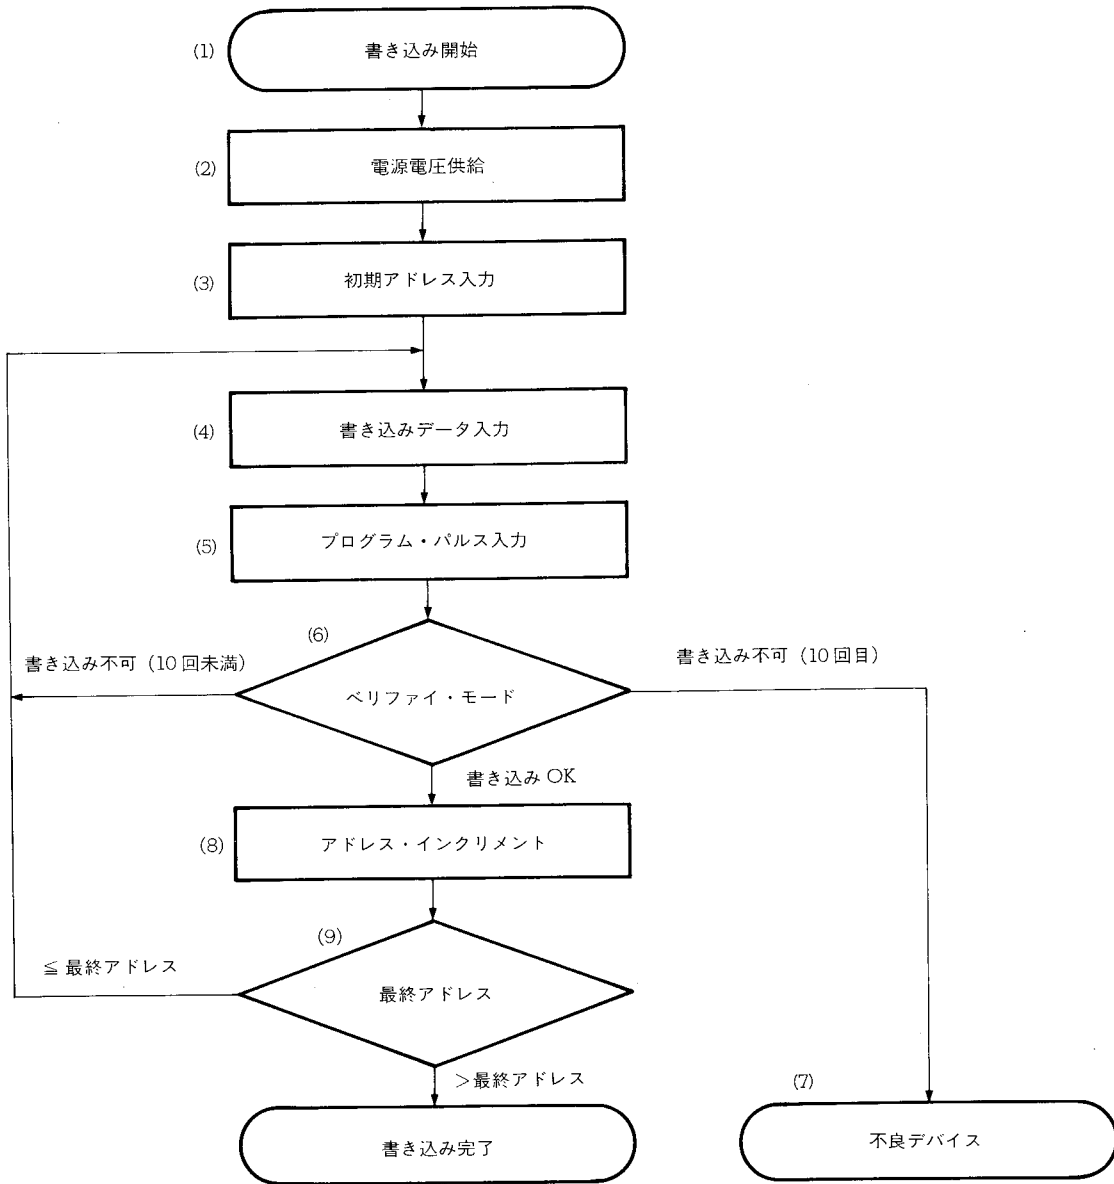 (1)
書き込み開始
(2)
電源電圧供給
(3)
初期アドレス入力
(4)
書き込みデータ入力
(5)
プログラム・パルス入力
(6)
書き込み不可 (10回未満)
書き込み不可 (10回目)
ベリファイ・モード
書き込み OK
(8)
アドレス・インクリメント
(9)
≦ 最終アドレス
最終アドレス
>最終アドレス
(7)
書き込み完了
不良デバイス